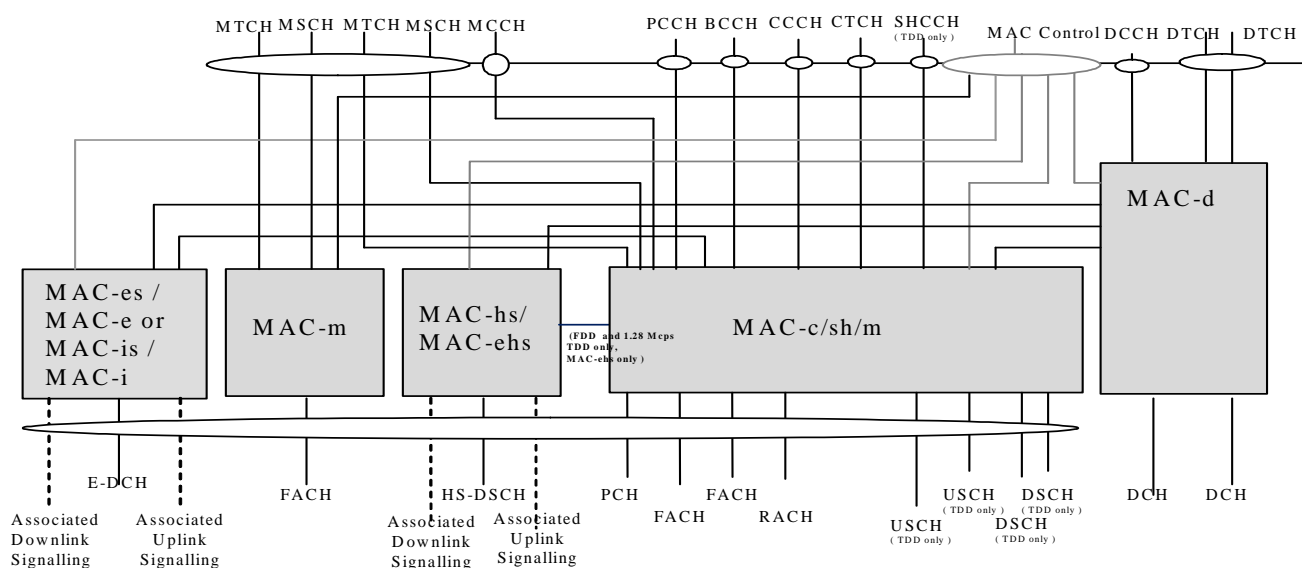 MTCH MSCH MTCH MSCH MCCH PCCH BCCH CCCH CTCH SHCCH MAC Control DCCH DTCH DTCH
( TDD only )
MAC-d
MAC-es /
MAC-e or
MAC-is /
MAC-i
MAC-m
MAC-hs/
MAC-ehs
(FDD and 1.28 Mcps
TDD only,
MAC-ehs only )
MAC-c/sh/m
E-DCH
FACH
HS-DSCH
PCH
FACH
FACH
RACH
USCH
( TDD only )
USCH
( TDD only )
DSCH
( TDD only )
DSCH
( TDD only )
DCH
DCH
Associated
Downlink
Signalling
Associated
Uplink
Signalling
Associated
Downlink
Signalling
Associated
Uplink
Signalling